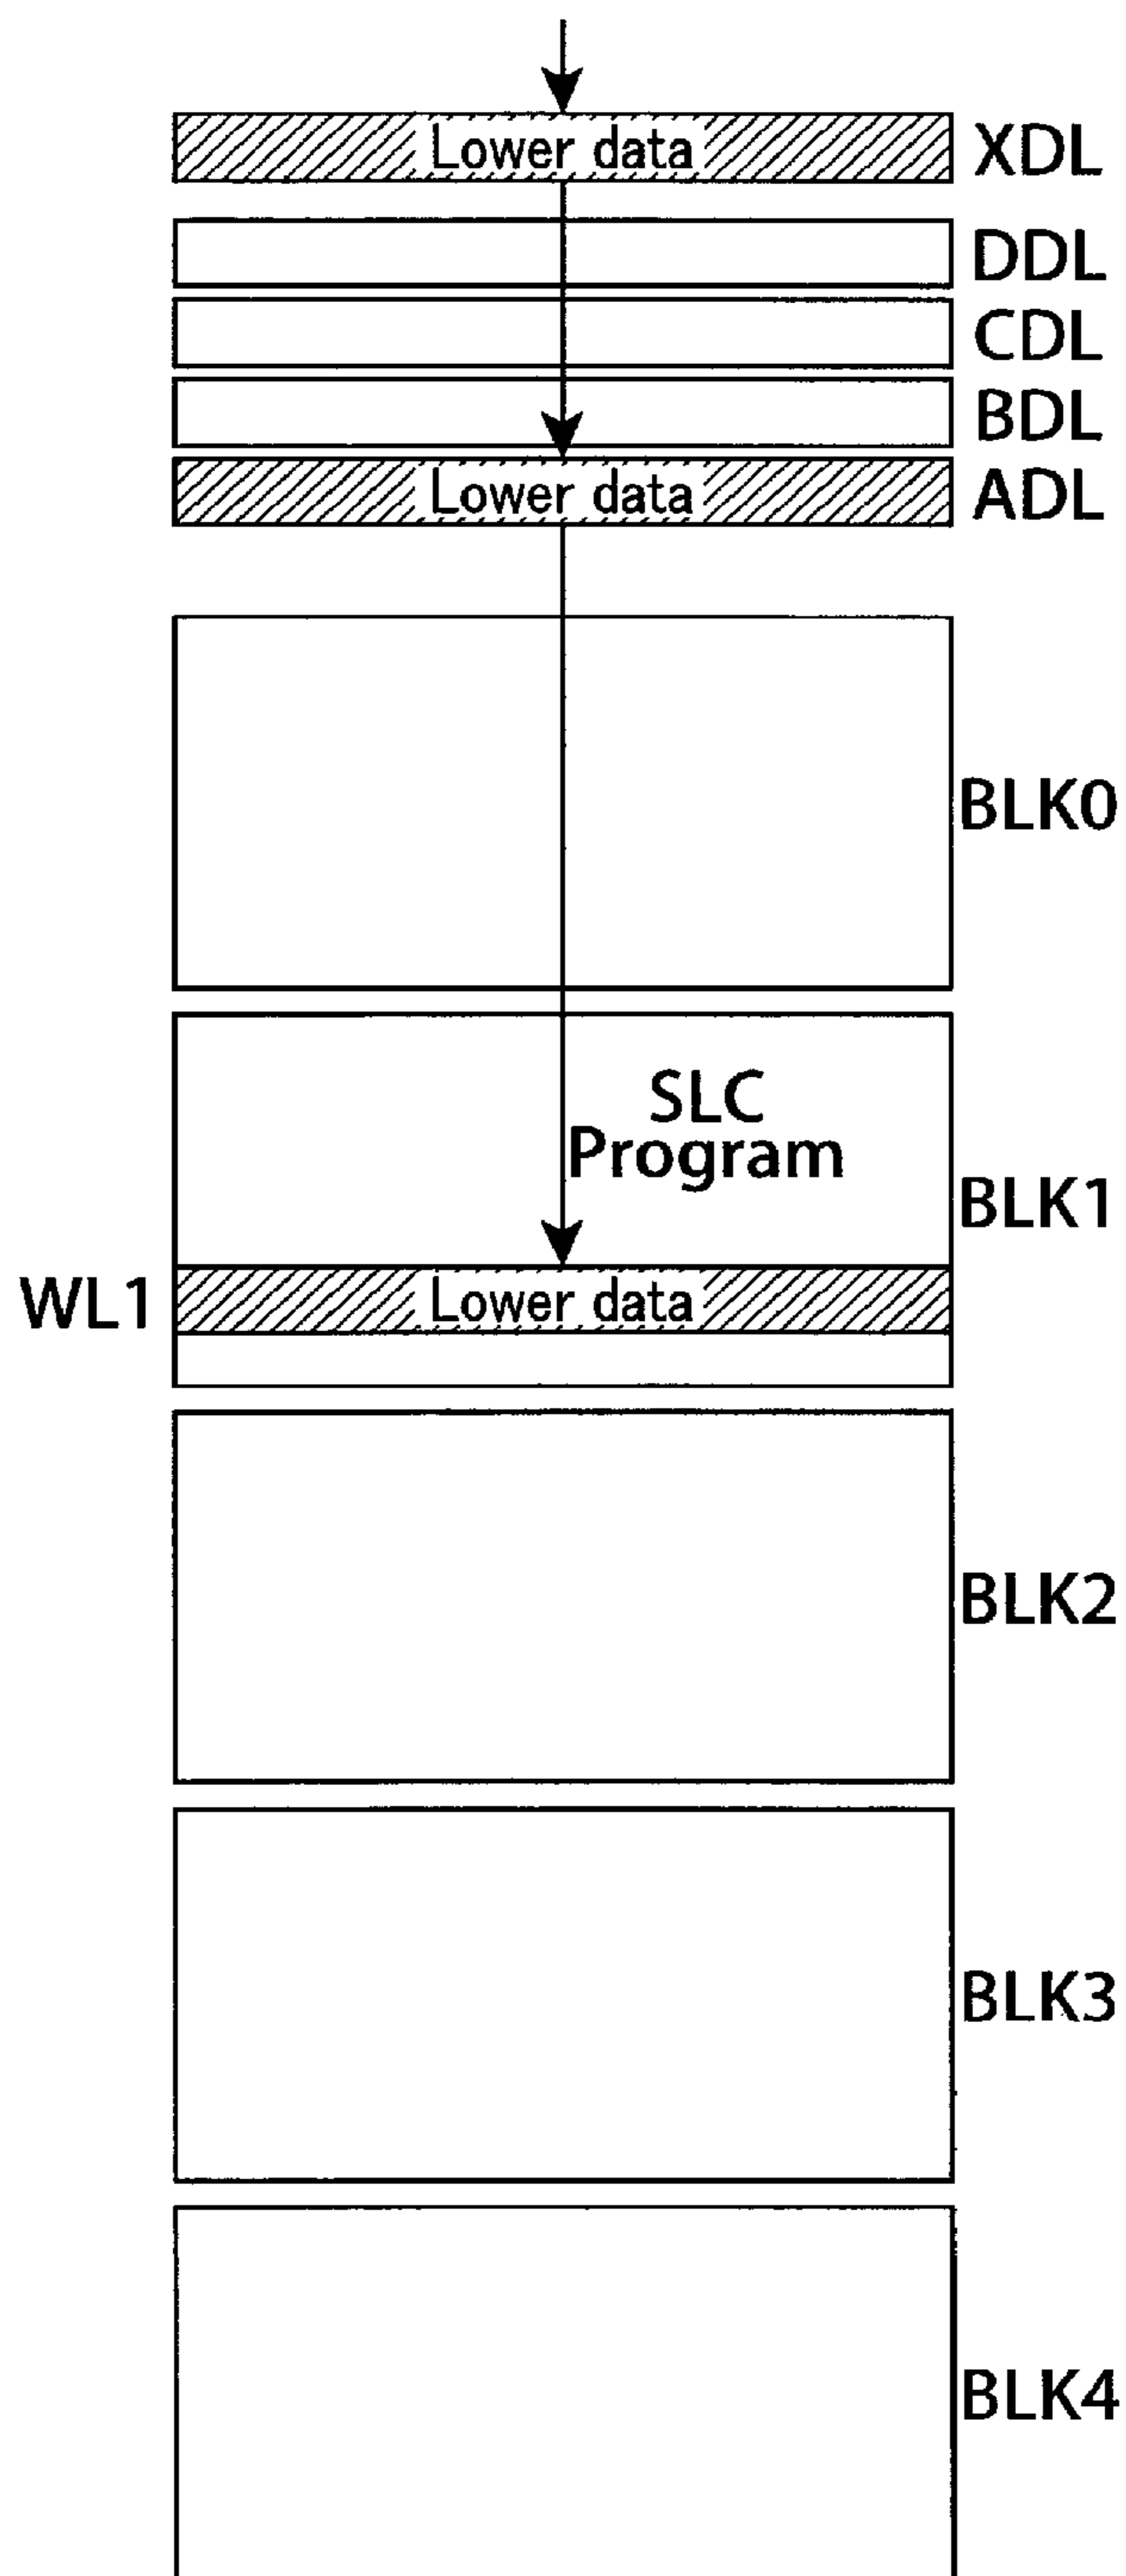 Lower data XDL
DDL
CDL
BDL
Lower data ADL
BLK0
SLC
Program
BLK1
WL1 Lower data
BLK2
BLK3
BLK4